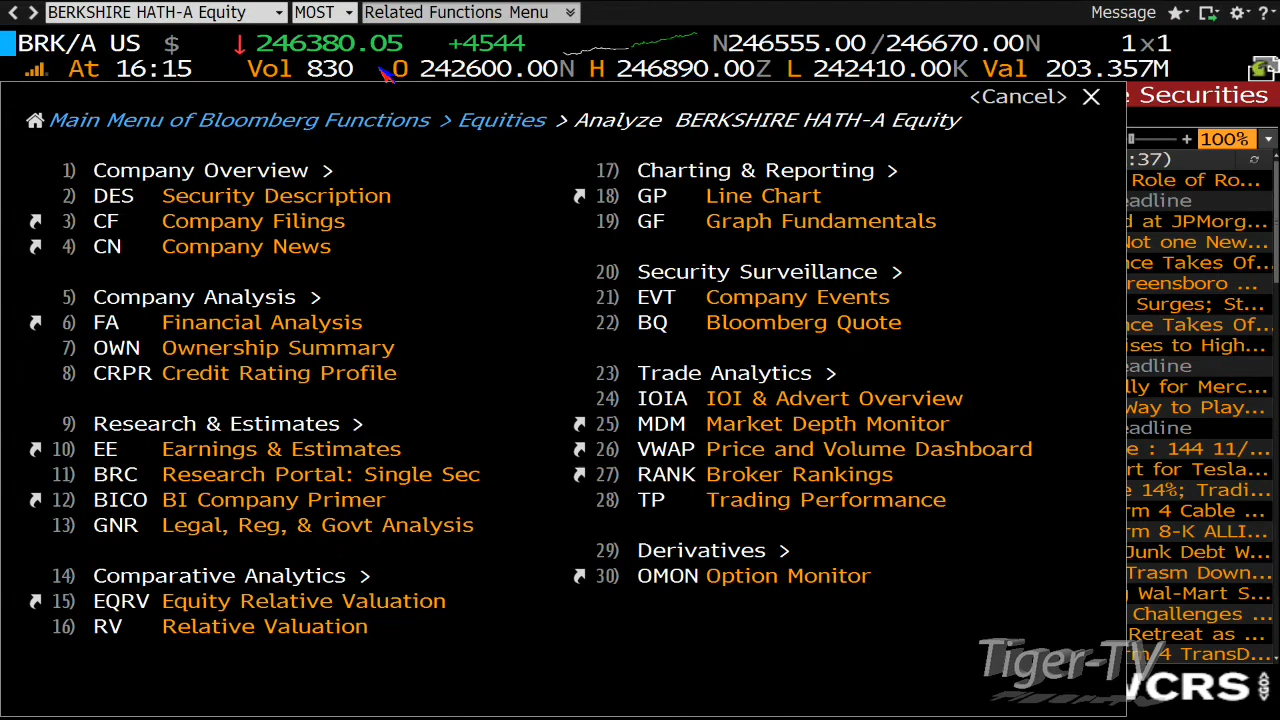 BERKSHIRE HATH-A Equity MOST Related Functions Menu Message ?
BRK/A US $ ↓ 246380.05 +4544 N246555.00 /246670.00N 1x1
At 16:15 Vol 830 O 242600.00N H 246890.00Z L 242410.00K Val 203.357M
<Cancel> X
e Securities
Main Menu of Bloomberg Functions > Equities > Analyze BERKSHIRE HATH-A Equity
100%
:37)
1) Company Overview >
2) DES Security Description
3) CF Company Filings
4) CN Company News
5) Company Analysis >
6) FA Financial Analysis
7) OWN Ownership Summary
8) CRPR Credit Rating Profile
9) Research & Estimates >
10) EE Earnings & Estimates
11) BRC Research Portal: Single Sec
12) BICO BI Company Primer
13) GNR Legal, Reg, & Govt Analysis
14) Comparative Analytics >
15) EQRV Equity Relative Valuation
16) RV Relative Valuation
17) Charting & Reporting >
18) GP Line Chart
19) GF Graph Fundamentals
20) Security Surveillance >
21) EVT Company Events
22) BQ Bloomberg Quote
23) Trade Analytics >
24) IOIA IOI & Advert Overview
25) MDM Market Depth Monitor
26) VWAP Price and Volume Dashboard
27) RANK Broker Rankings
28) TP Trading Performance
29) Derivatives >
30) OMON Option Monitor
Role of Ro...
eadline
d at JPMorg...
Not one New...
nce Takes Of...
reensboro ...
Surges; St...
nce Takes Of...
ises to High...
eadline
lly for Merc...
Way to Play...
eadline
e : 144 11/...
rt for Tesla...
e 14%; Tradi...
rm 4 Cable ...
rm 8-K ALLI...
Junk Debt W...
Trasm Down...
g Wal-Mart S...
Challenges ...
Retreat as ...
rm 4 TransD...
Tiger-TV
WCRS